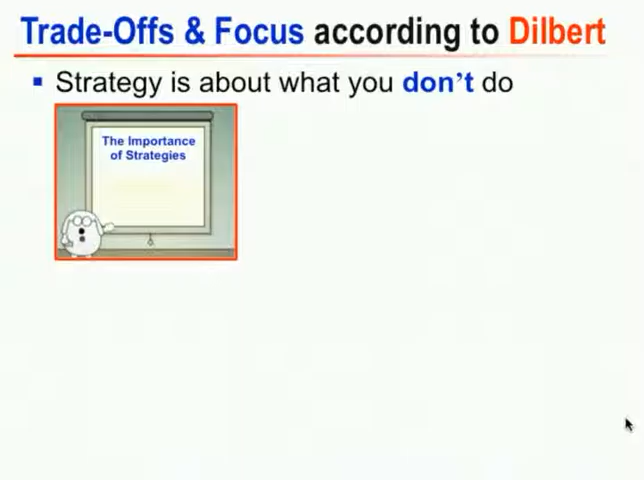 Trade-Offs & Focus according to Dilbert
Strategy is about what you don't do
The Importance
of Strategies